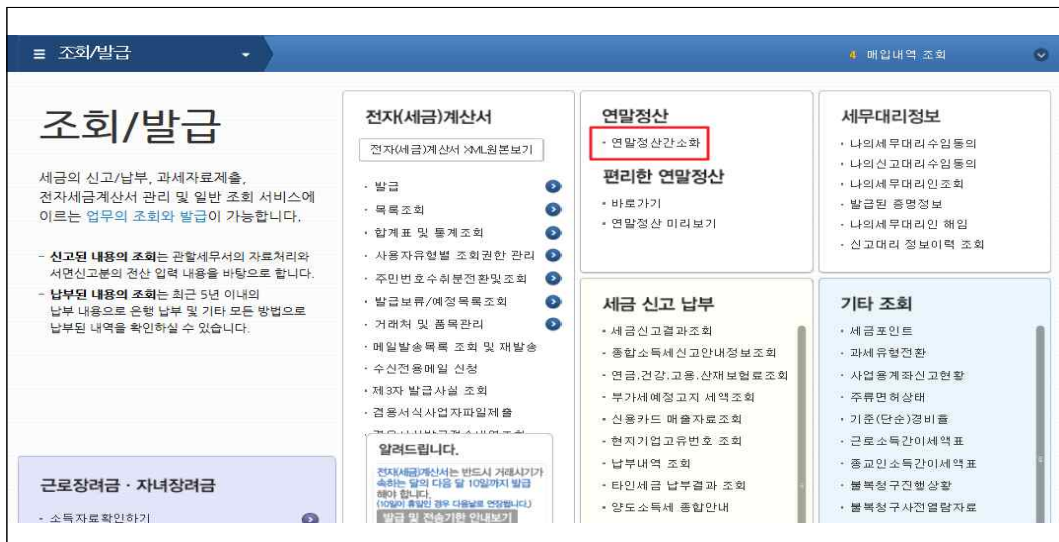 ≡ 조회/발급
4 매입내역 조회
조회/발급
세금의 신고/납부, 과세자료제출,
전자세금계산서 관리 및 일반 조회 서비스에
이르는 업무의 조회와 발급이 가능합니다.
- 신고된 내용의 조회는 관할세무서의 자료처리와
서면신고분의 전산 입력 내용을 바탕으로 합니다.
- 납부된 내용의 조회는 최근 5년 이내의
납부 내용으로 은행 납부 및 기타 모든 방법으로
납부된 내역을 확인하실 수 있습니다.
근로장려금 · 자녀장려금
- 소득자료확인하기
전자(세금)계산서
전자(세금)계산서 XML원본보기
· 발급
· 목록조회
· 합계표 및 통계조회
· 사용자유형별 조회권한 관리
· 주민번호수취분전환및조회
· 발급보류/예정목록조회
· 거래처 및 품목관리
· 메일발송목록 조회 및 재발송
· 수신전용메일 신청
· 제3자 발급사실 조회
· 겸용서식사업자파일제출
알려드립니다.
전자(세금)계산서는 반드시 거래시기가
속하는 달의 다음 달 10일까지 발급
해야 합니다.
(10일이 휴일인 경우 다음날로 연장됩니다.)
발급 및 전송기한 안내보기
연말정산
· 연말정산간소화
편리한 연말정산
· 바로가기
· 연말정산 미리보기
세금 신고 납부
· 세금신고결과조회
· 종합소득세신고안내정보조회
· 연금.건강.고용.산재보험료조회
· 부가세예정고지 세액조회
· 신용카드 매출자료조회
· 현지기업고유번호 조회
· 납부내역 조회
· 타인세금 납부결과 조회
· 양도소득세 종합안내
세무대리정보
· 나의세무대리수임동의
· 나의신고대리수임동의
· 나의세무대리인조회
· 발급된 증명정보
· 나의세무대리인 해임
· 신고대리 정보이력 조회
기타 조회
· 세금포인트
· 과세유형전환
· 사업용계좌신고현황
· 주류면허상태
· 기준(단순)경비율
· 근로소득간이세액표
· 종교인소득간이세액표
· 불복청구진행상황
· 불복청구사전열람자료